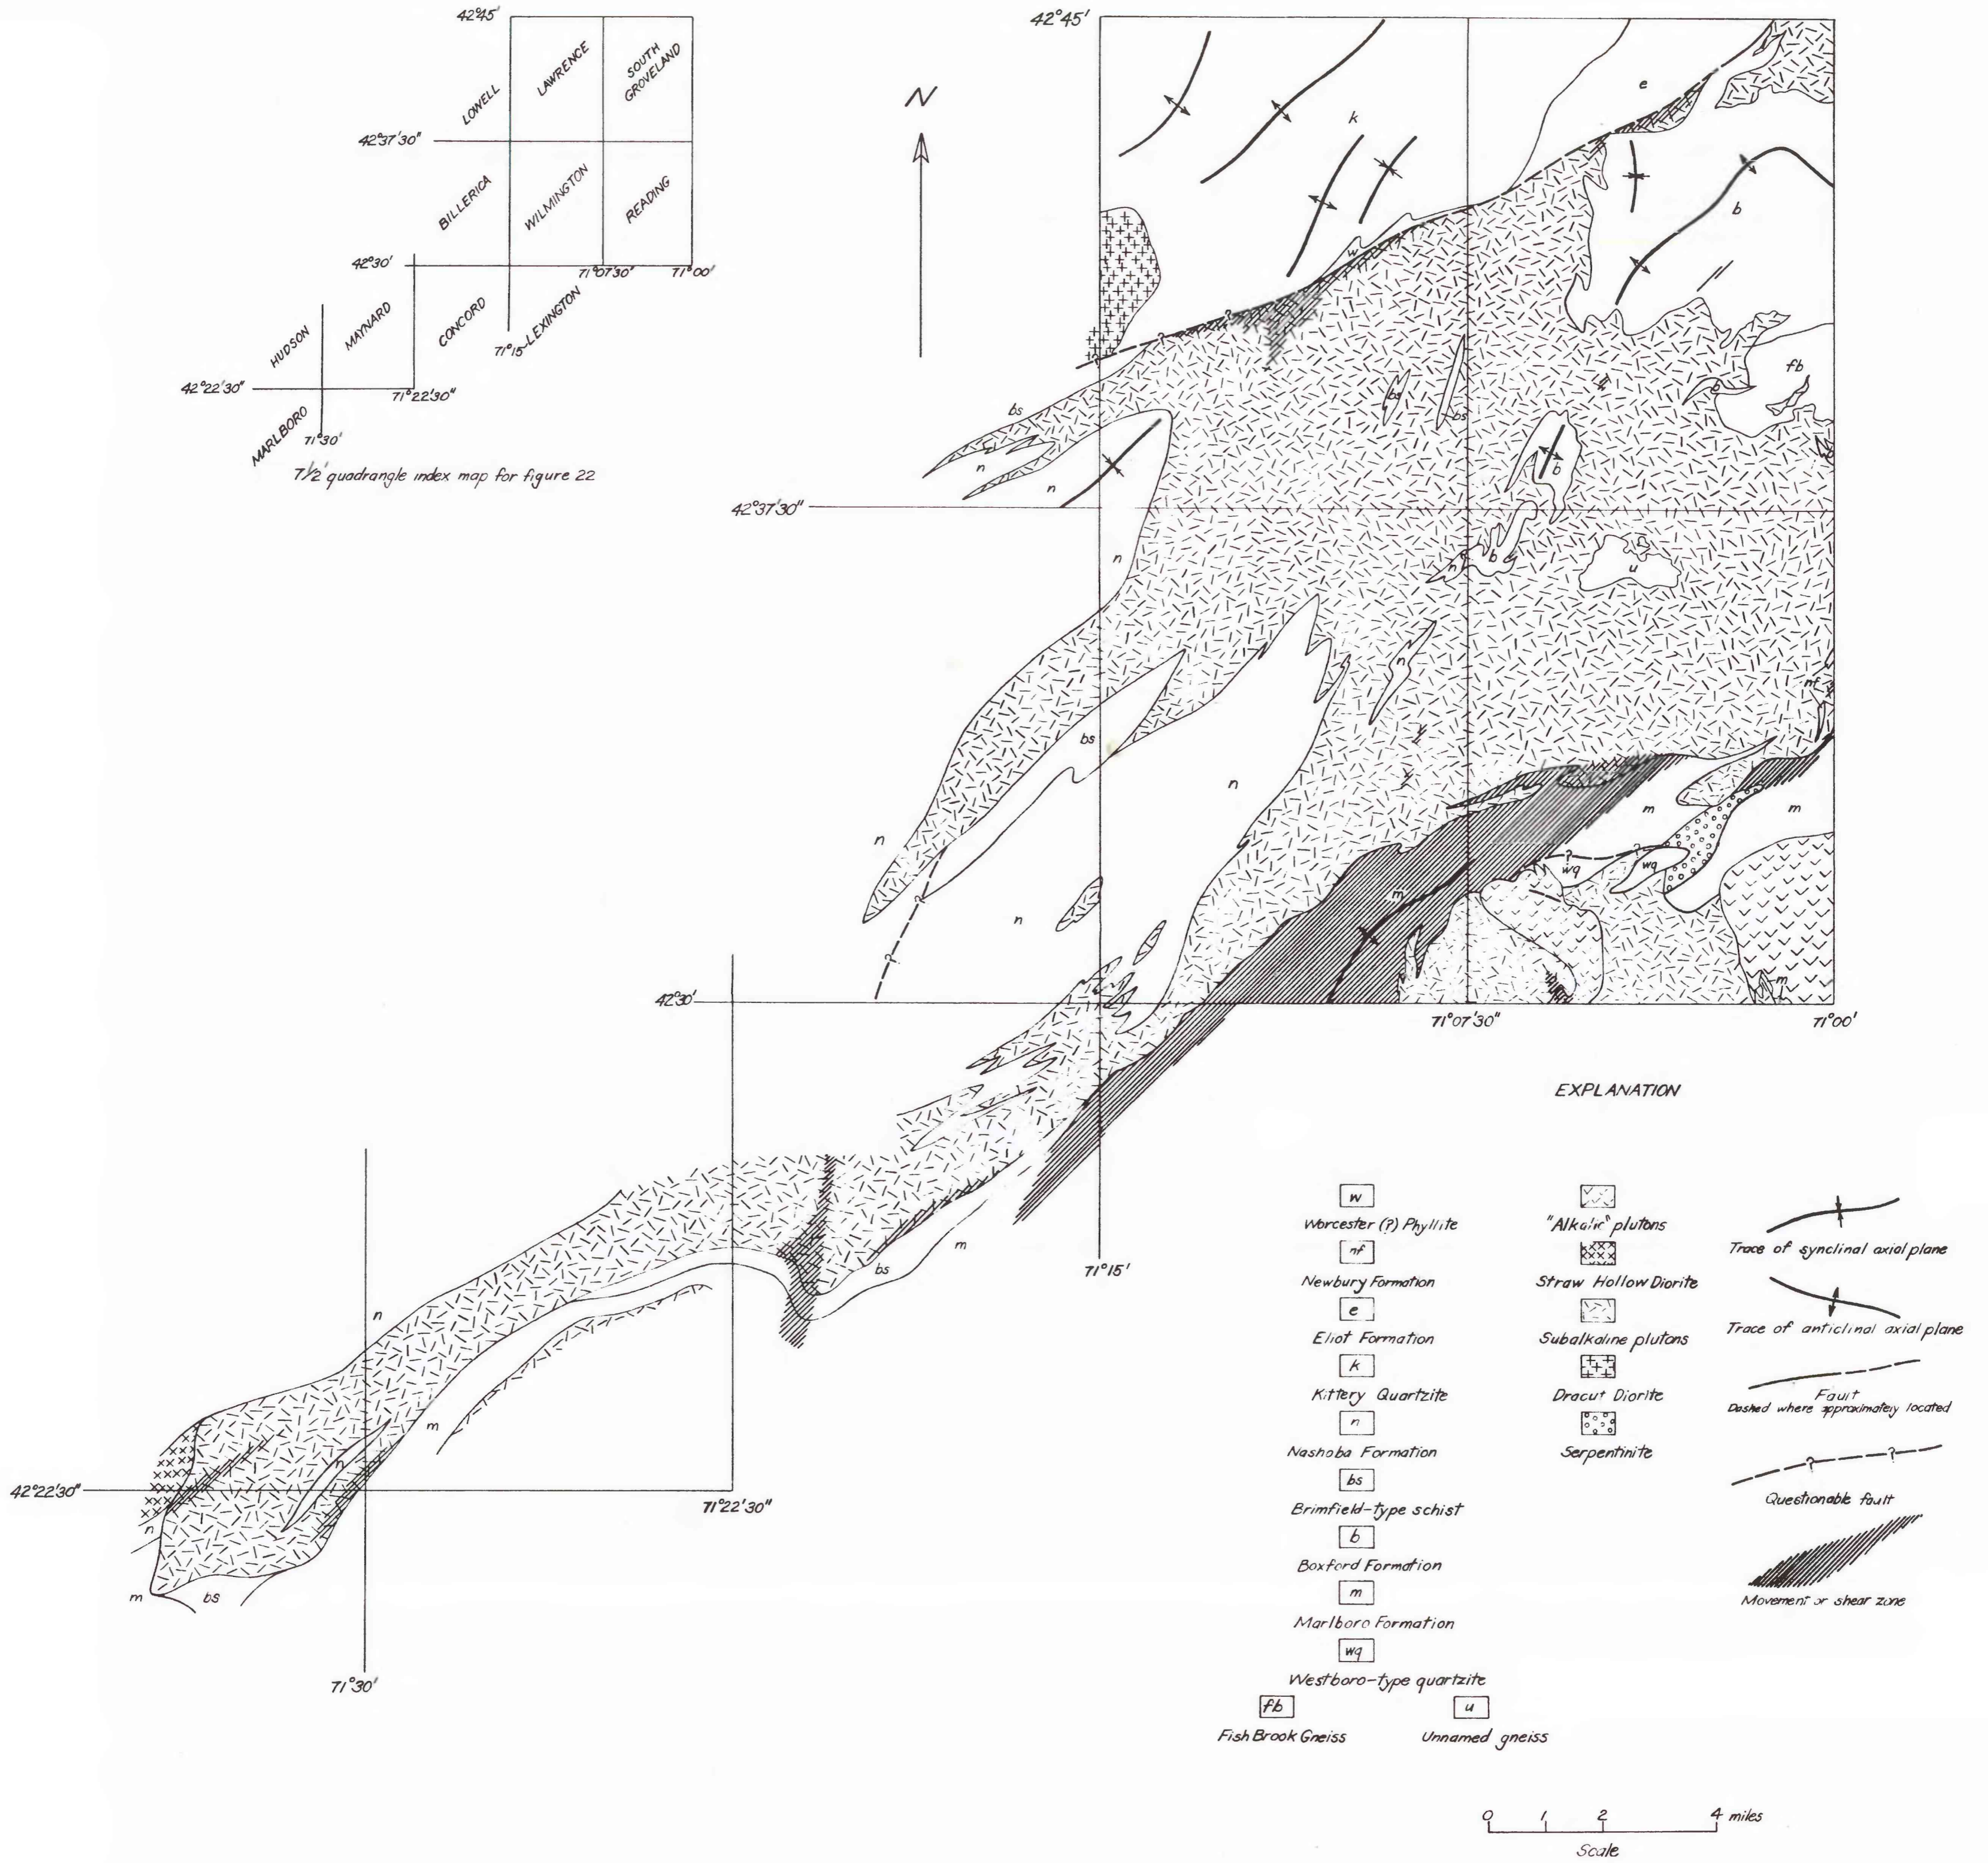 42°45'
LOWELL
LAWRENCE
SOUTH
GROVELAND
42°37'30"
BILLERICA
WILMINGTON
READING
42°30'
71°07'30"
71°00'
HUDSON
MAYNARD
CONCORD
71°15'
LEXINGTON
42°22'30"
71°22'30"
MARLBORO
71°30'
7 1/2' quadrangle index map for figure 22
N
42°45'
e
k
b
w
?
?
?
fb
bs
bs
bs
b
b
n
n
b
42°37'30"
n
b
n
u
n
nf
bs
n
m
m
n
?
?
wq
wq
m
?
n
?
m
42°30'
71°07'30"
71°00'
m
bs
71°15'
n
m
n
42°22'30"
71°22'30"
n
m
bs
71°30'
EXPLANATION
w
Worcester (?) Phyllite
nf
Newbury Formation
e
Eliot Formation
k
Kittery Quartzite
n
Nashoba Formation
bs
Brimfield-type schist
b
Boxford Formation
m
Marlboro Formation
wq
Westboro-type quartzite
fb
Fish Brook Gneiss
u
Unnamed gneiss
"Alkalic" plutons
Straw Hollow Diorite
Subalkaline plutons
Dracut Diorite
Serpentinite
Trace of synclinal axial plane
Trace of anticlinal axial plane
Fault
Dashed where approximately located
? ?
Questionable fault
Movement or shear zone
0 1 2 4 miles
Scale